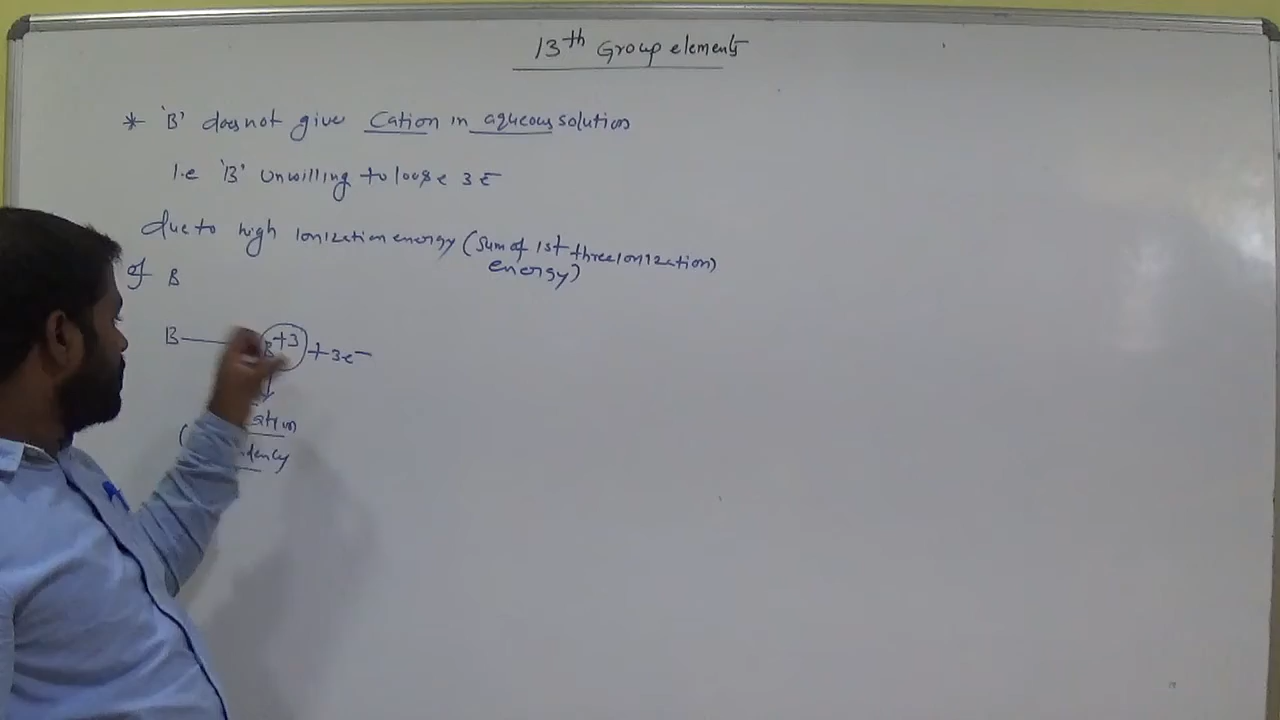 13th Group elements
* 'B' does not give Cation in aqueous solution
I.e 'B' unwilling to loose 3e̅
due to high Ionization energy (Sum of 1st three Ionization)
energy)
of B
B +3 + 3e-